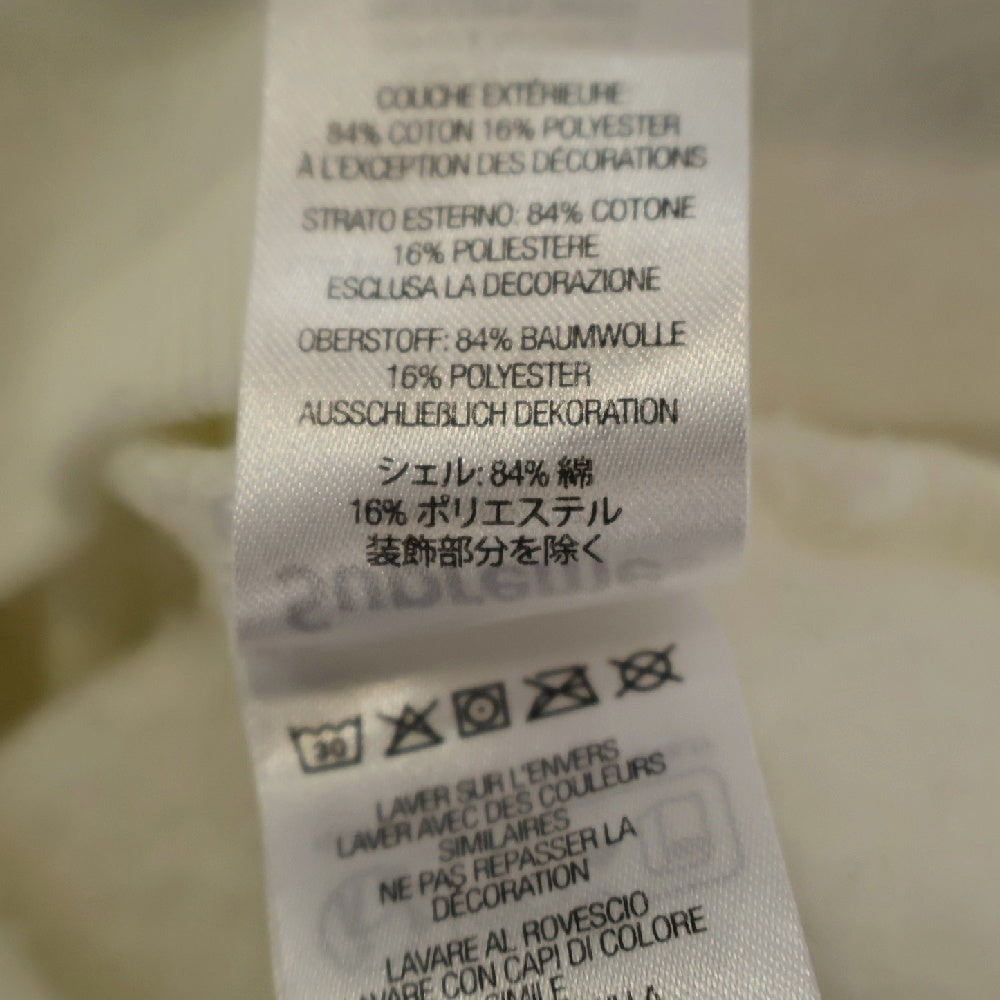 COUCHE EXTÉRIEURE:
84% COTON 16% POLYESTER
À L'EXCEPTION DES DÉCORATIONS
STRATO ESTERNO: 84% COTONE
16% POLIESTERE
ESCLUSA LA DECORAZIONE
OBERSTOFF: 84% BAUMWOLLE
16% POLYESTER
AUSSCHLIEßLICH DEKORATION
シェル: 84% 綿
16% ポリエステル
装飾部分を除く
Supreme
30
LAVER SUR L'ENVERS
LAVER AVEC DES COULEURS
SIMILAIRES
NE PAS REPASSER LA
DÉCORATION
LAVARE AL ROVESCIO
LAVARE CON CAPI DI COLORE
SIMILE